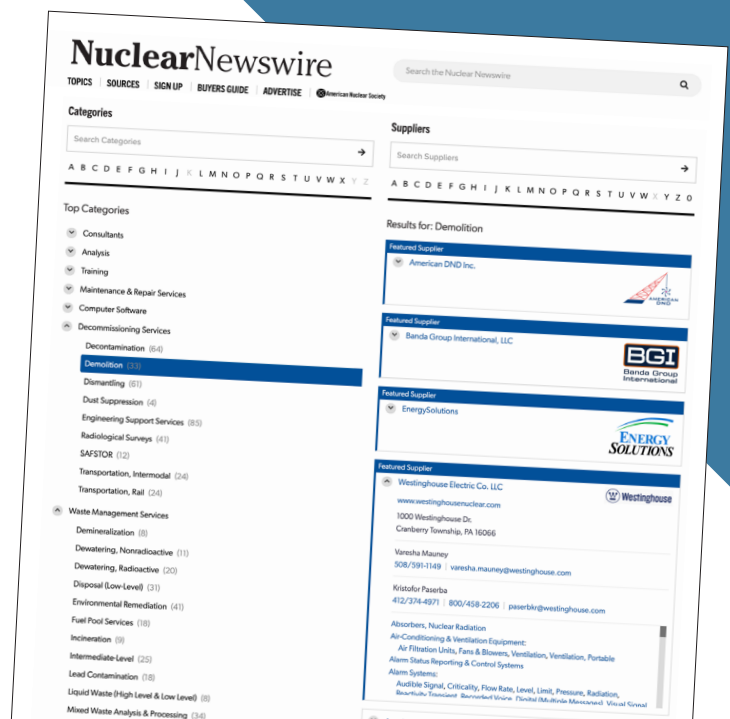 NuclearNewswire
Search the Nuclear Newswire
TOPICS | SOURCES | SIGN UP | BUYERS GUIDE | ADVERTISE | American Nuclear Society
Categories
Search Categories
A B C D E F G H I J K L M N O P Q R S T U V W X Y Z
Top Categories
Consultants
Analysis
Training
Maintenance & Repair Services
Computer Software
Decommissioning Services
Decontamination (64)
Demolition (33)
Dismantling (61)
Dust Suppression (4)
Engineering Support Services (85)
Radiological Surveys (41)
SAFSTOR (12)
Transportation, Intermodal (24)
Transportation, Rail (24)
Waste Management Services
Demineralization (8)
Dewatering, Nonradioactive (11)
Dewatering, Radioactive (20)
Disposal (Low-Level) (31)
Environmental Remediation (41)
Fuel Pool Services (18)
Incineration (9)
Intermediate-Level (25)
Lead Contamination (18)
Liquid Waste (High Level & Low Level) (8)
Mixed Waste Analysis & Processing (34)
Suppliers
Search Suppliers
A B C D E F G H I J K L M N O P Q R S T U V W X Y Z 0
Results for: Demolition
Featured Supplier
American DND Inc.
AMERICAN
DND
Featured Supplier
Banda Group International, LLC
BGI
Banda Group
International
Featured Supplier
EnergySolutions
ENERGY
SOLUTIONS
Featured Supplier
Westinghouse Electric Co. LLC
Westinghouse
www.westinghousenuclear.com
1000 Westinghouse Dr.
Cranberry Township, PA 16066
Varesha Mauney
508/591-1149 | varesha.mauney@westinghouse.com
Kristofor Paserba
412/374-4971 | 800/458-2206 | paserbkr@westinghouse.com
Absorbers, Nuclear Radiation
Air-Conditioning & Ventilation Equipment:
Air Filtration Units, Fans & Blowers, Ventilation, Ventilation, Portable
Alarm Status Reporting & Control Systems
Alarm Systems:
Audible Signal, Criticality, Flow Rate, Level, Limit, Pressure, Radiation,
Reactivity Transient, Recorded Voice, Digital (Multiple Messages), Visual Signal